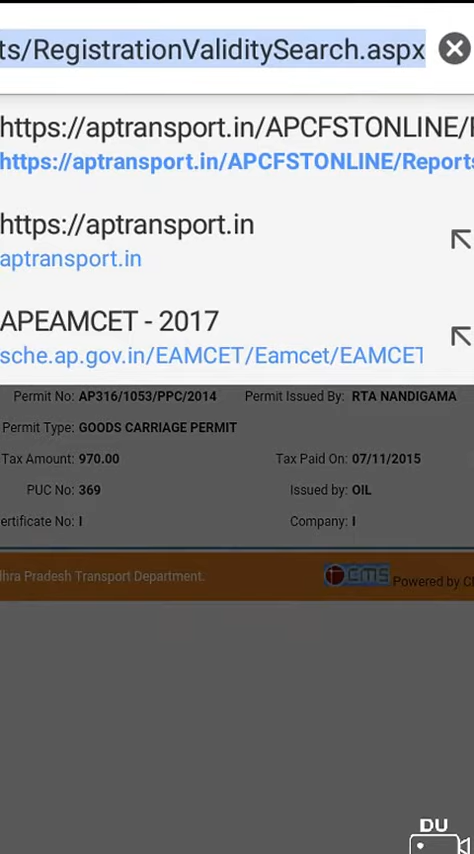 ts/RegistrationValiditySearch.aspx
https://aptransport.in/APCFSTONLINE/
https://aptransport.in/APCFSTONLINE/Reports
https://aptransport.in
aptransport.in
APEAMCET - 2017
sche.ap.gov.in/EAMCET/Eamcet/EAMCET
Permit No: AP316/1053/PPC/2014 Permit Issued By: RTA NANDIGAMA
Permit Type: GOODS CARRIAGE PERMIT
Tax Amount: 970.00 Tax Paid On: 07/11/2015
PUC No: 369 Issued by: OIL
ertificate No: I Company: I
dhra Pradesh Transport Department. CMS Powered by C
DU